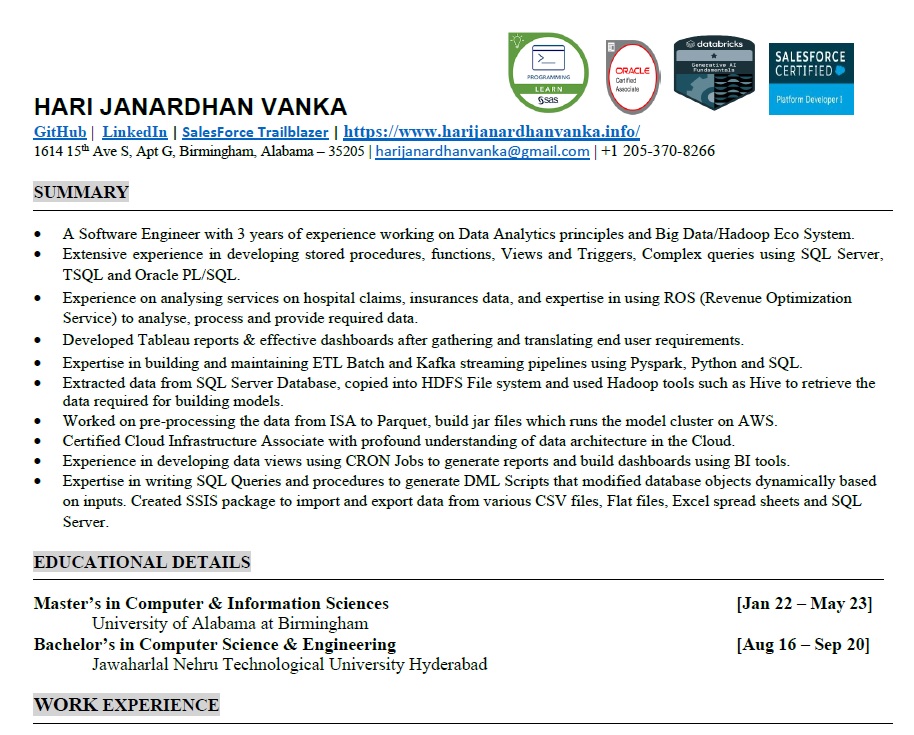 PROGRAMMING
LEARN
sas
ORACLE
Certified
Associate
databricks
Generative AI
Fundamentals
SALESFORCE
CERTIFIED
Platform Developer I
HARI JANARDHAN VANKA
GitHub | LinkedIn | SalesForce Trailblazer | https://www.harijanardhanvanka.info/
1614 15th Ave S, Apt G, Birmingham, Alabama – 35205 | harijanardhanvanka@gmail.com | +1 205-370-8266
SUMMARY
• A Software Engineer with 3 years of experience working on Data Analytics principles and Big Data/Hadoop Eco System.
• Extensive experience in developing stored procedures, functions, Views and Triggers, Complex queries using SQL Server,
TSQL and Oracle PL/SQL.
• Experience on analysing services on hospital claims, insurances data, and expertise in using ROS (Revenue Optimization
Service) to analyse, process and provide required data.
• Developed Tableau reports & effective dashboards after gathering and translating end user requirements.
• Expertise in building and maintaining ETL Batch and Kafka streaming pipelines using Pyspark, Python and SQL.
• Extracted data from SQL Server Database, copied into HDFS File system and used Hadoop tools such as Hive to retrieve the
data required for building models.
• Worked on pre-processing the data from ISA to Parquet, build jar files which runs the model cluster on AWS.
• Certified Cloud Infrastructure Associate with profound understanding of data architecture in the Cloud.
• Experience in developing data views using CRON Jobs to generate reports and build dashboards using BI tools.
• Expertise in writing SQL Queries and procedures to generate DML Scripts that modified database objects dynamically based
on inputs. Created SSIS package to import and export data from various CSV files, Flat files, Excel spread sheets and SQL
Server.
EDUCATIONAL DETAILS
Master's in Computer & Information Sciences [Jan 22 – May 23]
University of Alabama at Birmingham
Bachelor's in Computer Science & Engineering [Aug 16 – Sep 20]
Jawaharlal Nehru Technological University Hyderabad
WORK EXPERIENCE